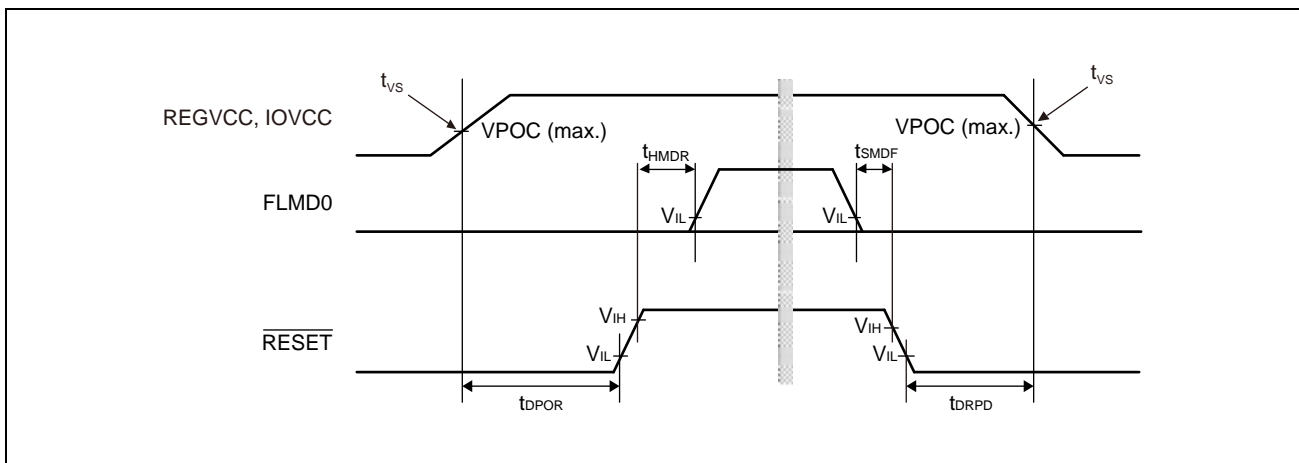 tVS
tVS
REGVCC, IOVCC
VPOC (max.)
VPOC (max.)
tHMDR
tSMDF
FLMD0
VIL
VIL
VIH
VIH
RESET
VIL
VIL
tDPOR
tDRPD